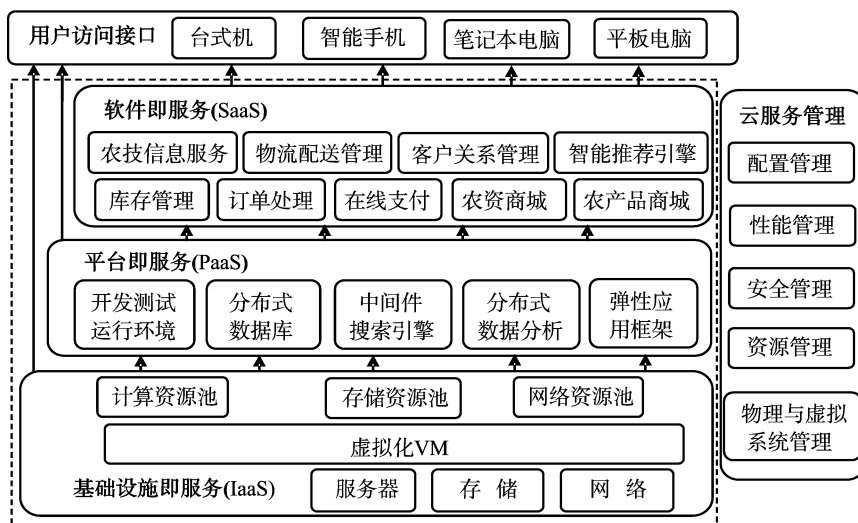 用户访问接口 台式机 智能手机 笔记本电脑 平板电脑
软件即服务(SaaS)
农技信息服务 物流配送管理 客户关系管理 智能推荐引擎
库存管理 订单处理 在线支付 农资商城 农产品商城
平台即服务(PaaS)
开发测试
运行环境
分布式
数据库
中间件
搜索引擎
分布式
数据分析
弹性应
用框架
计算资源池 存储资源池 网络资源池
虚拟化VM
基础设施即服务(IaaS) 服务器 存 储 网 络
云服务管理
配置管理
性能管理
安全管理
资源管理
物理与虚拟
系统管理